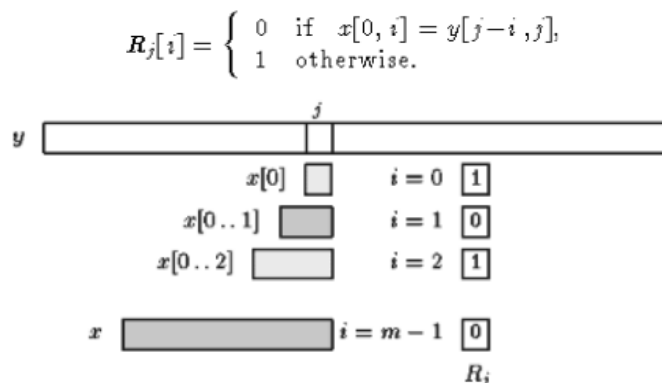 R_j[i] = { 0 if x[0, i] = y[j−i ,j],
1 otherwise.
j
y
x[0] i = 0 1
x[0 . . 1] i = 1 0
x[0 . . 2] i = 2 1
x i = m − 1 0
R_j